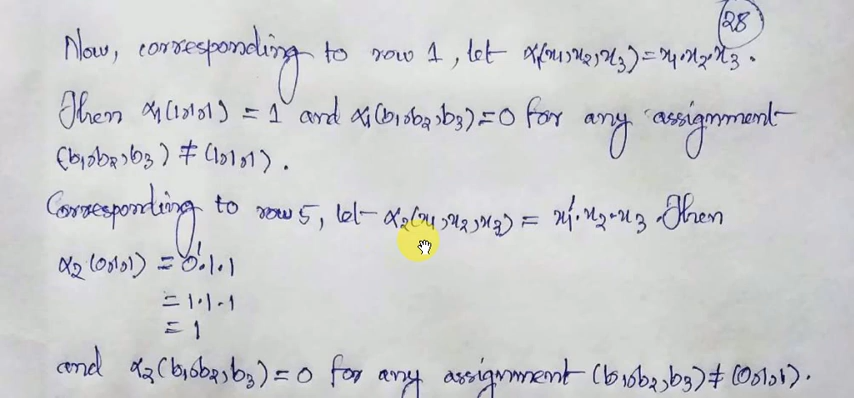 28
Now, corresponding to row 1, let α₁(x₁,x₂,x₃) = x₁·x₂·x₃.
Then α₁(1,1,1) = 1 and α₁(b₁,b₂,b₃) = 0 for any assignment
(b₁,b₂,b₃) ≠ (1,1,1).
Corresponding to row 5, let α₂(x₁,x₂,x₃) = x₁'·x₂·x₃. Then
α₂(0,1,1) = 0'·1·1
= 1·1·1
= 1
and α₂(b₁,b₂,b₃) = 0 for any assignment (b₁,b₂,b₃) ≠ (0,1,1).